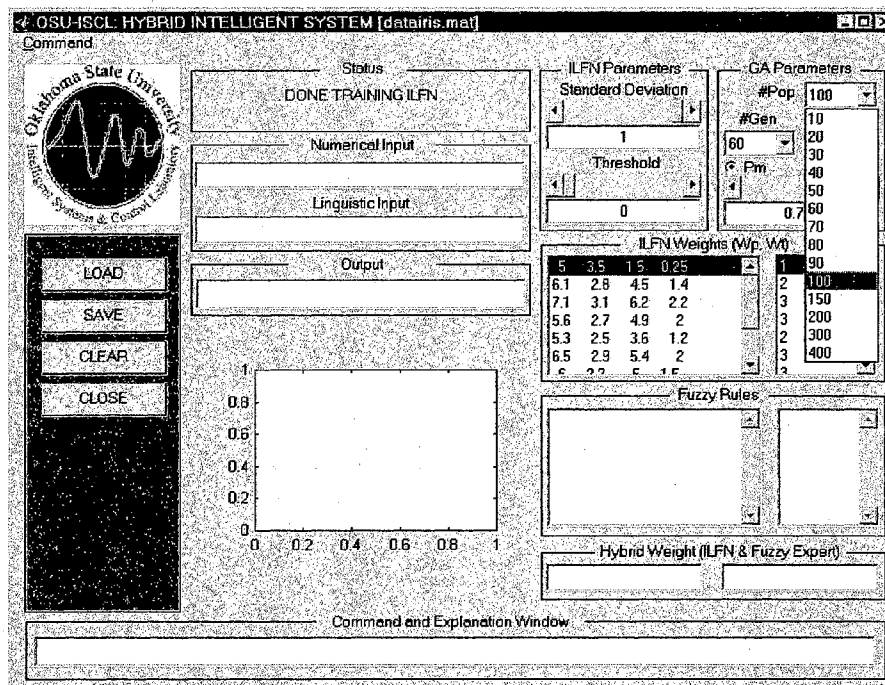 OSU-ISCL: HYBRID INTELLIGENT SYSTEM [datairis.mat]
Command
Oklahoma State University
Intelligent Systems & Control Laboratory
LOAD
SAVE
CLEAR
CLOSE
Status
DONE TRAINING ILFN
Numerical Input
Linguistic Input
Output
1
0.8
0.6
0.4
0.2
0
0 0.2 0.4 0.6 0.8 1
ILFN Parameters
Standard Deviation
1
Threshold
0
GA Parameters
#Pop 100
#Gen
60
Pm
0.7
10
20
30
40
50
60
70
80
90
100
150
200
300
400
ILFN Weights (Wp, Wt)
5 3.5 1.5 0.25 1
6.1 2.8 4.5 1.4 2
7.1 3.1 6.2 2.2 3
5.6 2.7 4.9 2 3
5.3 2.5 3.6 1.2 2
6.5 2.9 5.4 2 3
6 2.2 5 1.5 3
Fuzzy Rules
Hybrid Weight (ILFN & Fuzzy Expert)
Command and Explanation Window